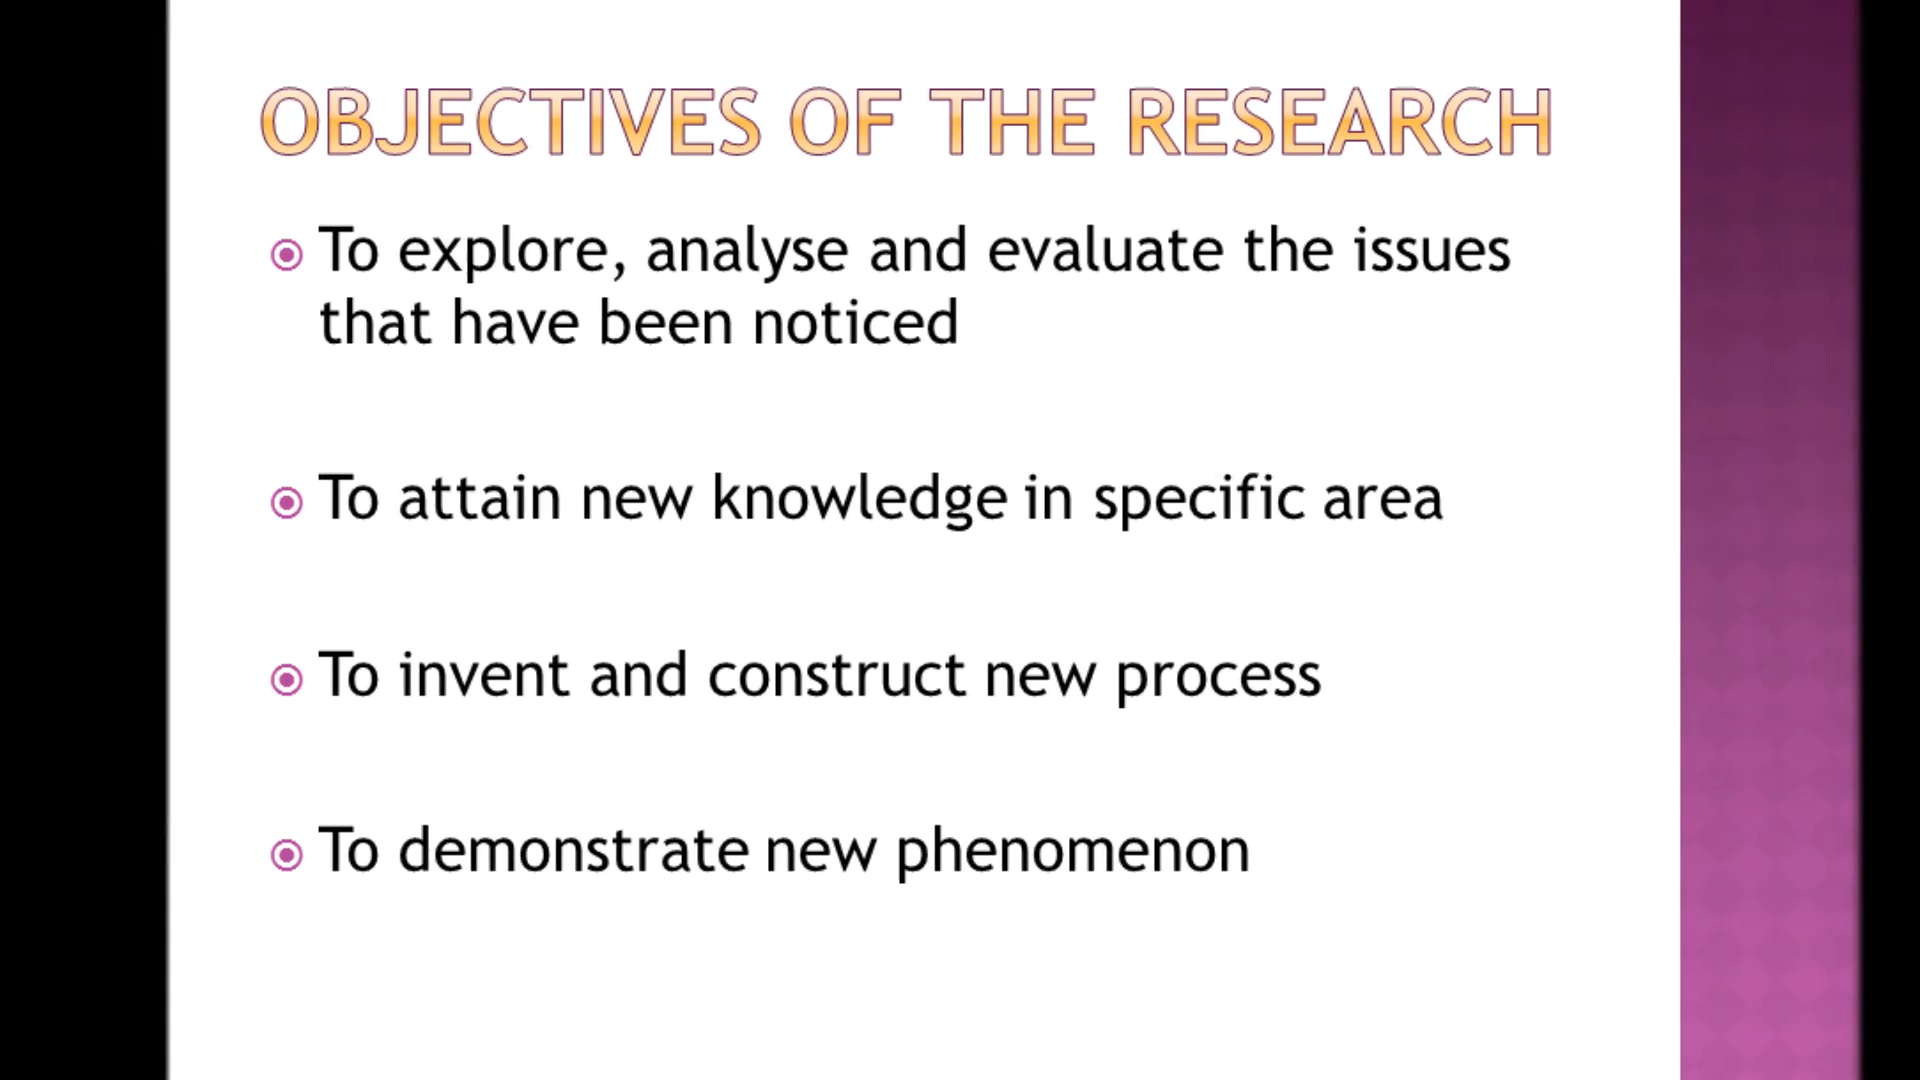 OBJECTIVES OF THE RESEARCH
To explore, analyse and evaluate the issues
that have been noticed
To attain new knowledge in specific area
To invent and construct new process
To demonstrate new phenomenon